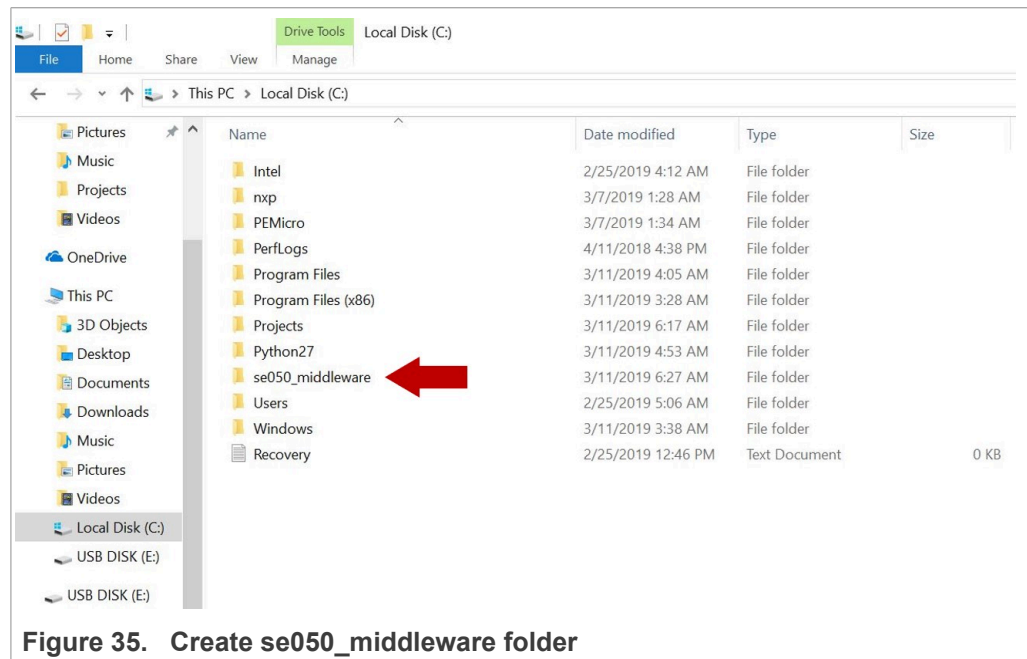 Drive Tools Local Disk (C:)
File Home Share View Manage
This PC > Local Disk (C:)
Name Date modified Type Size
Pictures
Music
Projects
Videos
OneDrive
This PC
3D Objects
Desktop
Documents
Downloads
Music
Pictures
Videos
Local Disk (C:)
USB DISK (E:)
USB DISK (E:)
Intel 2/25/2019 4:12 AM File folder
nxp 3/7/2019 1:28 AM File folder
PEMicro 3/7/2019 1:34 AM File folder
PerfLogs 4/11/2018 4:38 PM File folder
Program Files 3/11/2019 4:05 AM File folder
Program Files (x86) 3/11/2019 3:28 AM File folder
Projects 3/11/2019 6:17 AM File folder
Python27 3/11/2019 4:53 AM File folder
se050_middleware 3/11/2019 6:27 AM File folder
Users 2/25/2019 5:06 AM File folder
Windows 3/11/2019 3:38 AM File folder
Recovery 2/25/2019 12:46 PM Text Document 0 KB
Figure 35. Create se050_middleware folder